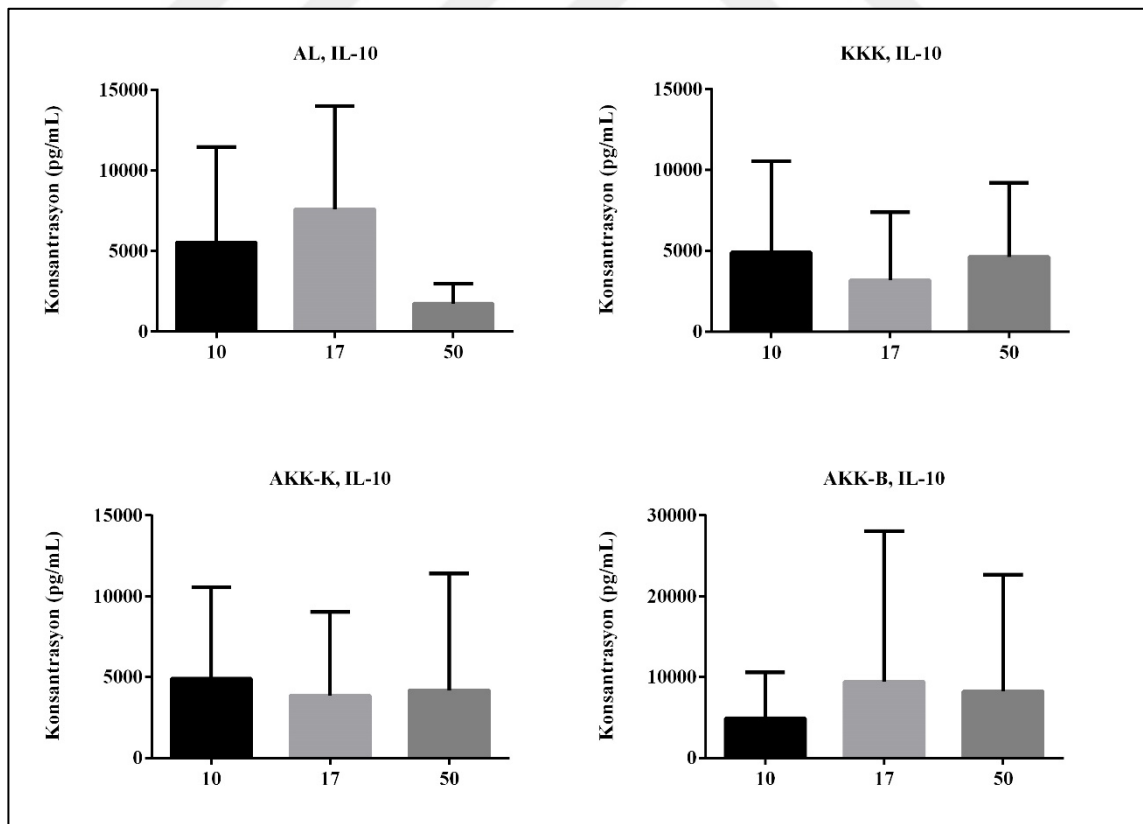 AL, IL-10
Konsantrasyon (pg/mL)
15000
10000
5000
0
10 17 50
KKK, IL-10
Konsantrasyon (pg/mL)
15000
10000
5000
0
10 17 50
AKK-K, IL-10
Konsantrasyon (pg/mL)
15000
10000
5000
0
10 17 50
AKK-B, IL-10
Konsantrasyon (pg/mL)
30000
20000
10000
0
10 17 50